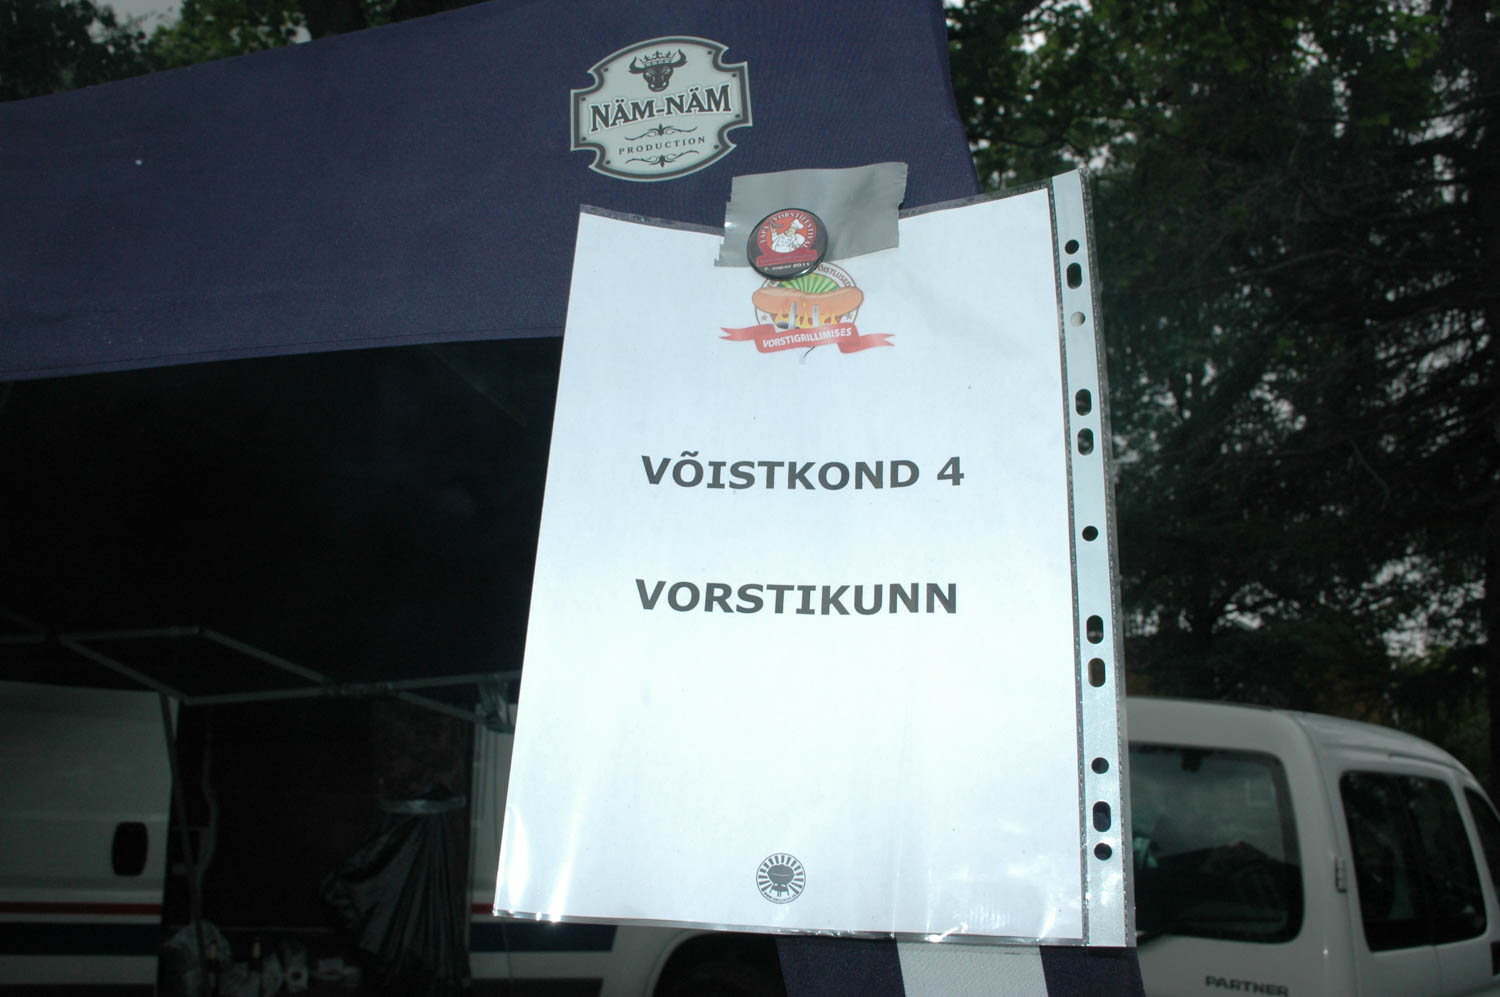 NÄM-NÄM
PRODUCTION
VORSTIGRILLIMISES
VÕISTKOND 4
VORSTIKUNN
PARTNER